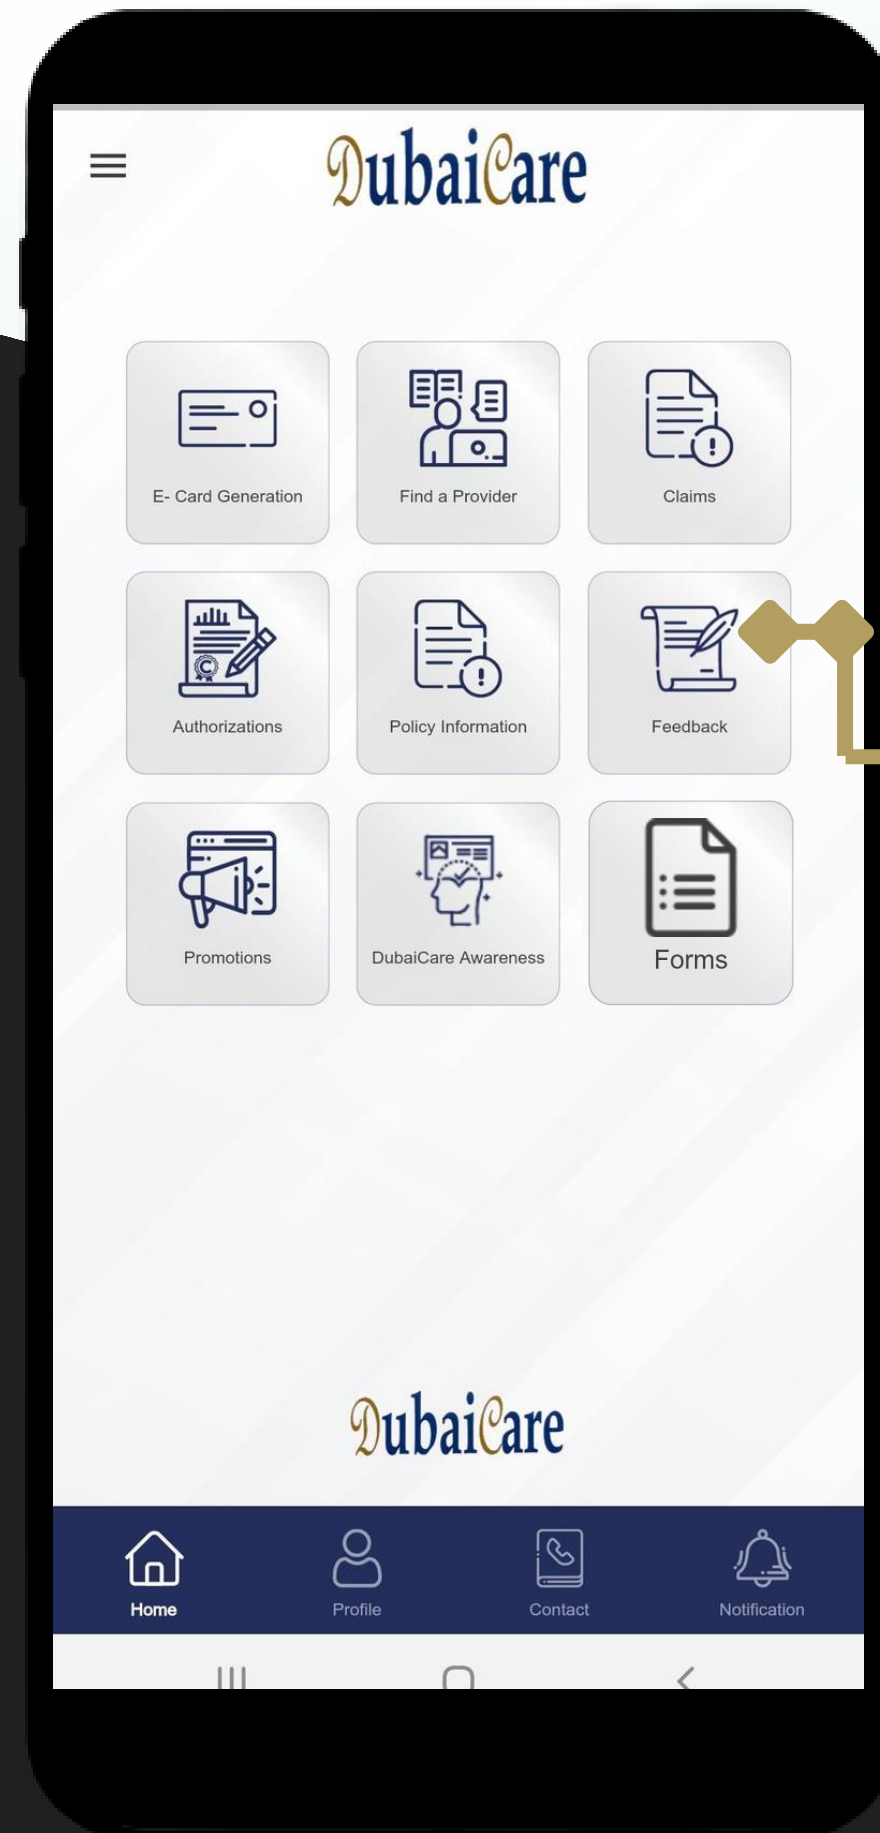 DubaiCare
E- Card Generation
Find a Provider
Claims
Authorizations
Policy Information
Feedback
Promotions
DubaiCare Awareness
Forms
DubaiCare
Home
Profile
Contact
Notification